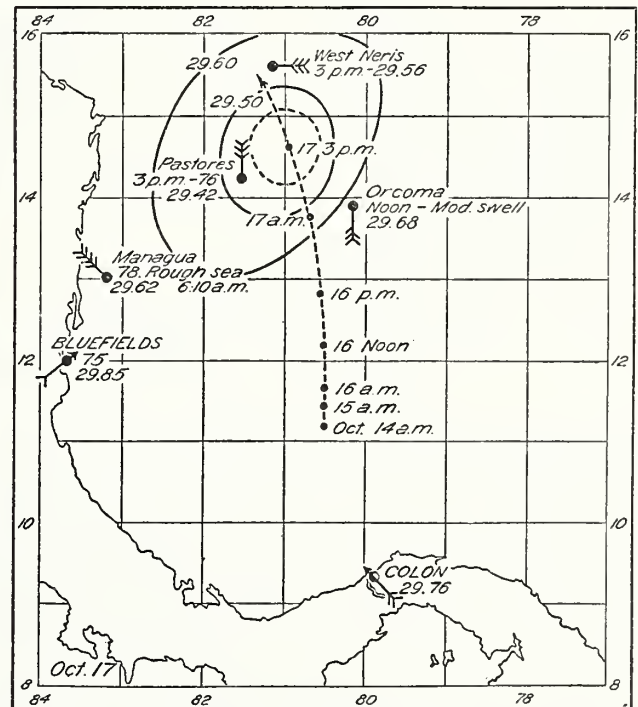 84 82 80 78
16
West Neris
29.60
3 p.m.-29.56
29.50
17 3 p.m.
Pastores
3 p.m.-76
29.42
14 14
Orcoma
Noon-Mod. swell
29.68
17 a.m.
Managua
78. Rough sea
29.62 6:10 a.m.
16 p.m.
16 Noon
BLUEFIELDS
75
29.85
12 12
16 a.m.
15 a.m.
Oct. 14 a.m.
10 10
COLON
29.76
Oct. 17
8 8
84 82 80 78